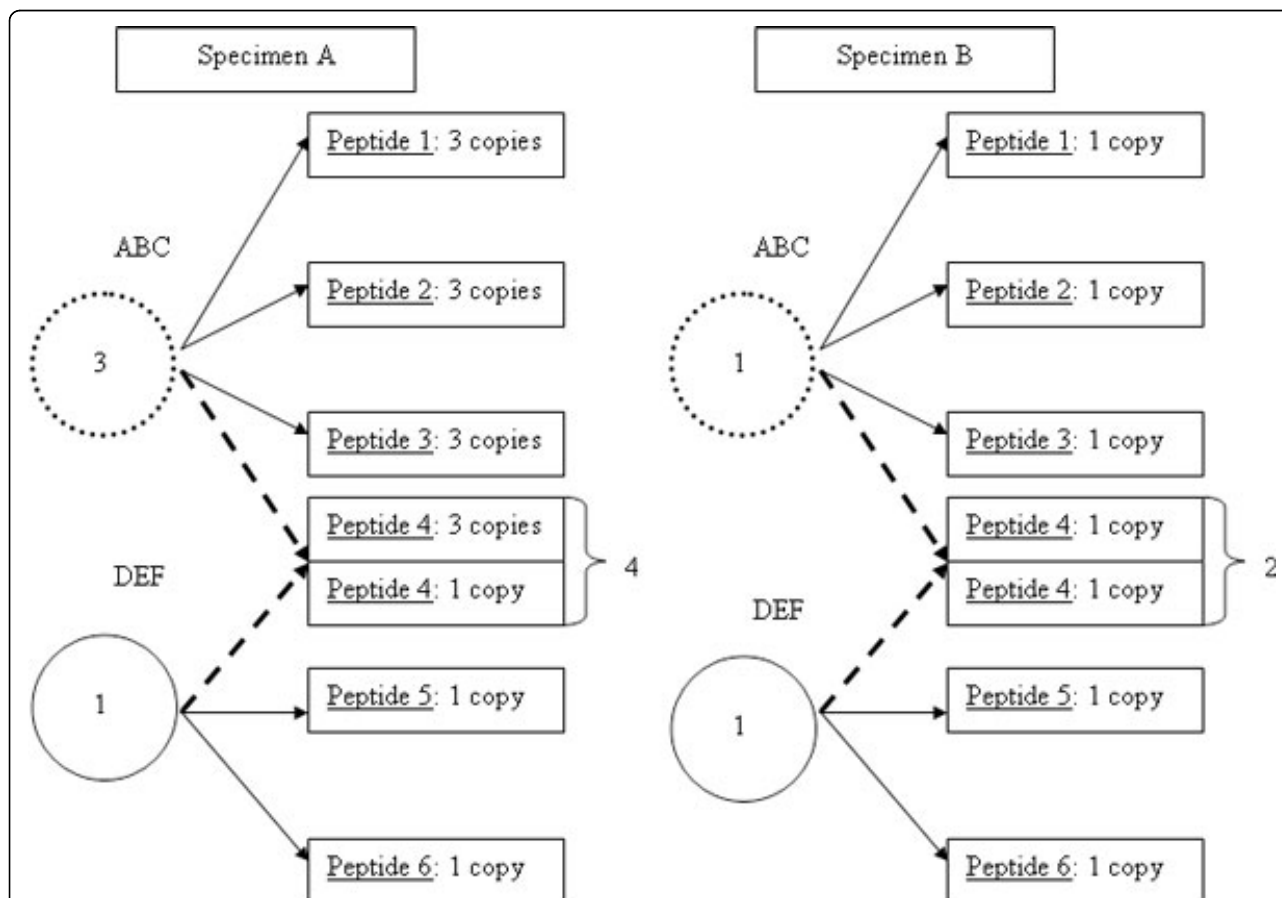 Specimen A
Peptide 1: 3 copies
ABC
Peptide 2: 3 copies
3
Peptide 3: 3 copies
Peptide 4: 3 copies
4
DEF
Peptide 4: 1 copy
1
Peptide 5: 1 copy
Peptide 6: 1 copy
Specimen B
Peptide 1: 1 copy
ABC
Peptide 2: 1 copy
1
Peptide 3: 1 copy
Peptide 4: 1 copy
2
Peptide 4: 1 copy
DEF
Peptide 5: 1 copy
1
Peptide 6: 1 copy